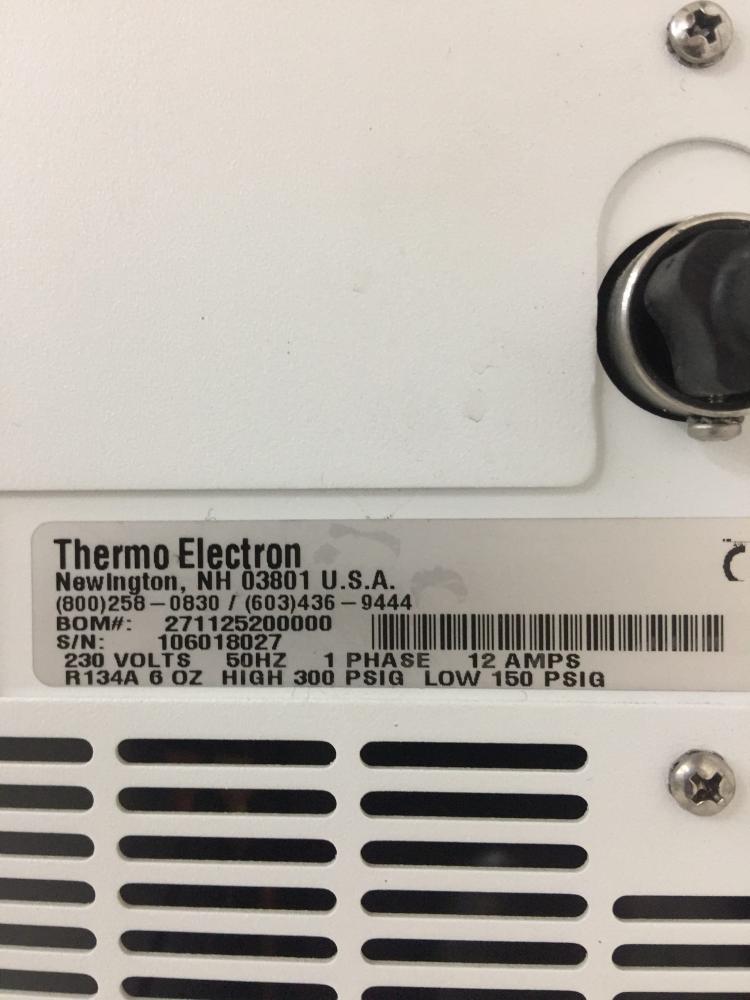 Thermo Electron
Newington, NH 03801 U.S.A.
(800)258-0830 / (603)436-9444
BOM#: 271125200000
S/N: 106018027
230 VOLTS 50HZ 1 PHASE 12 AMPS
R134A 6 OZ HIGH 300 PSIG LOW 150 PSIG